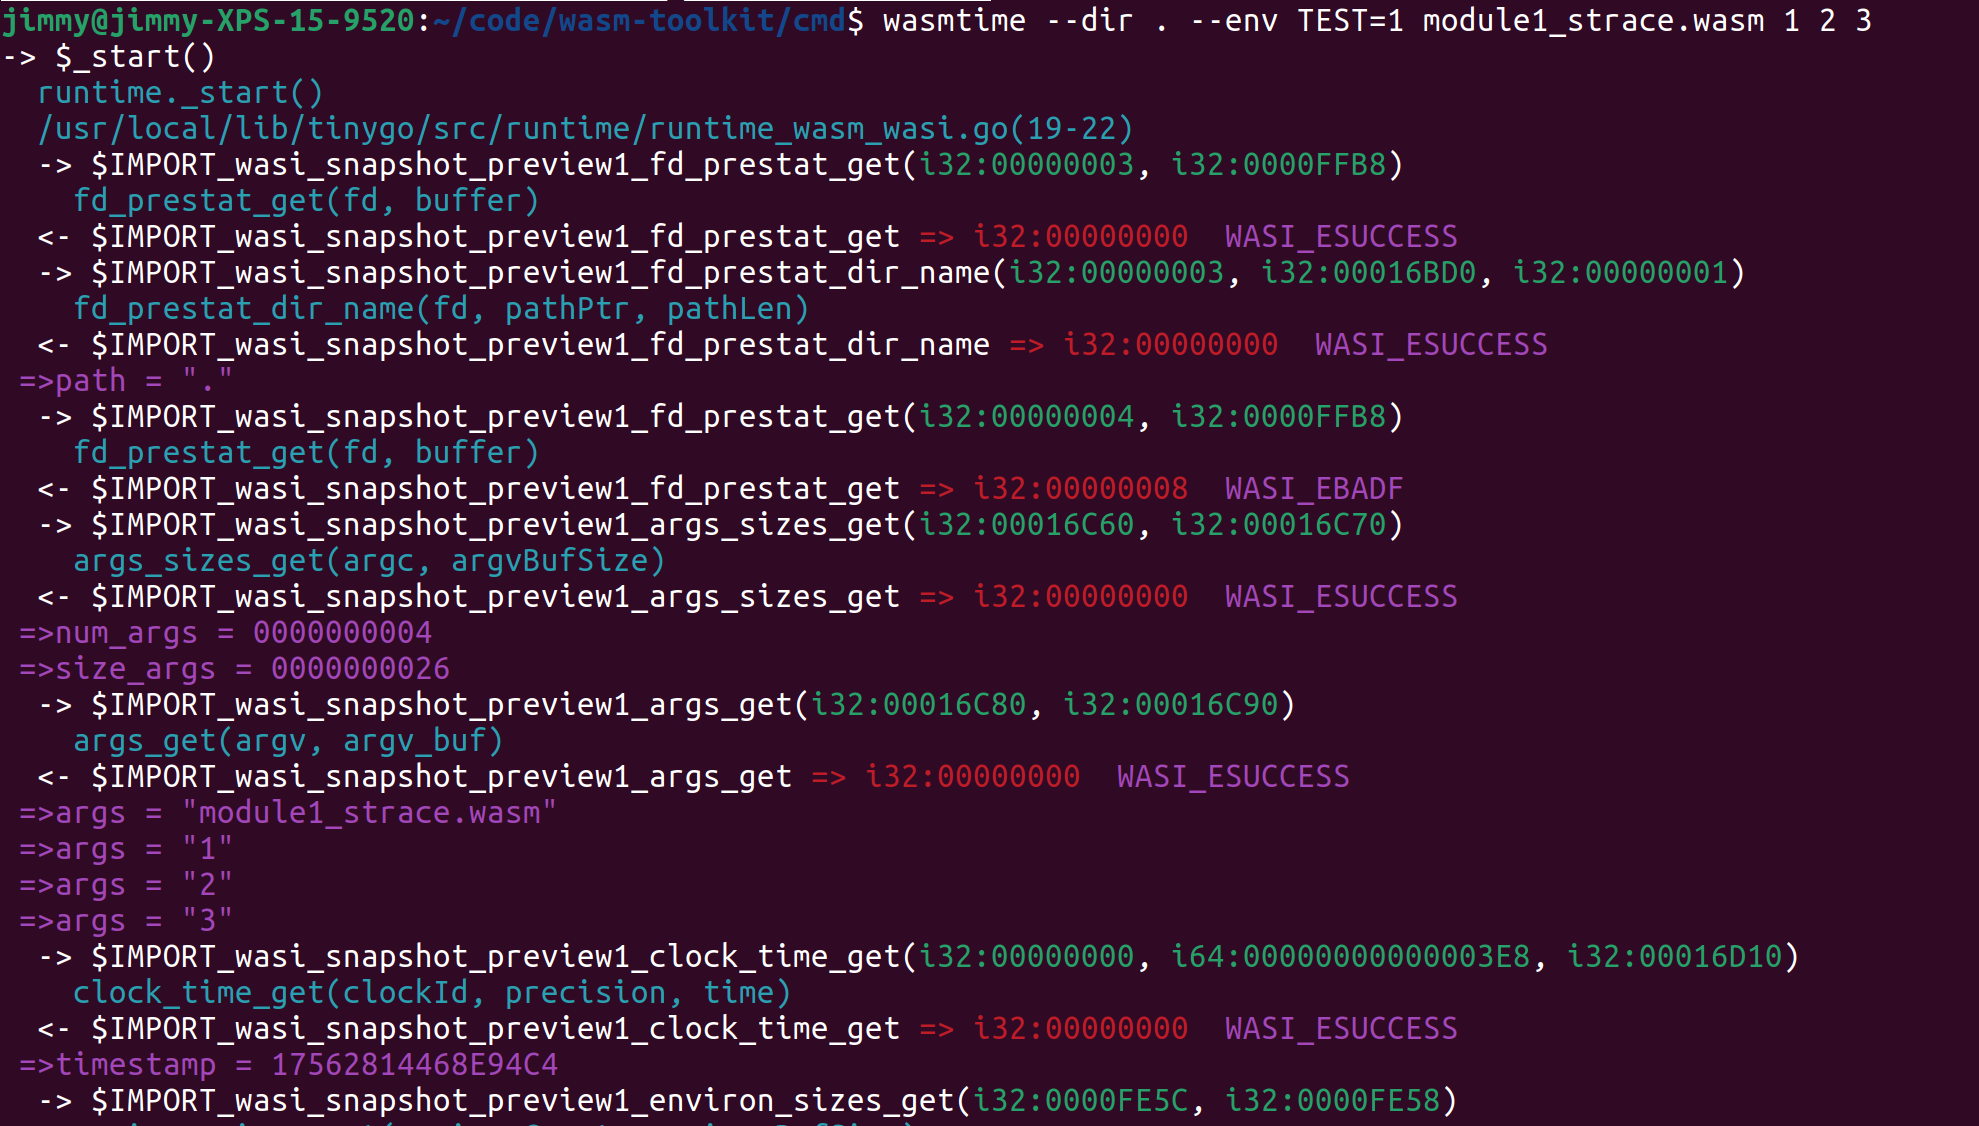 jimmy@jimmy-XPS-15-9520:~/code/wasm-toolkit/cmd$ wasmtime --dir . --env TEST=1 module1_strace.wasm 1 2 3
-> $_start()
runtime._start()
/usr/local/lib/tinygo/src/runtime/runtime_wasm_wasi.go(19-22)
-> $IMPORT_wasi_snapshot_preview1_fd_prestat_get(i32:00000003, i32:0000FFB8)
fd_prestat_get(fd, buffer)
<- $IMPORT_wasi_snapshot_preview1_fd_prestat_get => i32:00000000  WASI_ESUCCESS
-> $IMPORT_wasi_snapshot_preview1_fd_prestat_dir_name(i32:00000003, i32:00016BD0, i32:00000001)
fd_prestat_dir_name(fd, pathPtr, pathLen)
<- $IMPORT_wasi_snapshot_preview1_fd_prestat_dir_name => i32:00000000  WASI_ESUCCESS
=>path = "."
-> $IMPORT_wasi_snapshot_preview1_fd_prestat_get(i32:00000004, i32:0000FFB8)
fd_prestat_get(fd, buffer)
<- $IMPORT_wasi_snapshot_preview1_fd_prestat_get => i32:00000008  WASI_EBADF
-> $IMPORT_wasi_snapshot_preview1_args_sizes_get(i32:00016C60, i32:00016C70)
args_sizes_get(argc, argvBufSize)
<- $IMPORT_wasi_snapshot_preview1_args_sizes_get => i32:00000000  WASI_ESUCCESS
=>num_args = 0000000004
=>size_args = 0000000026
-> $IMPORT_wasi_snapshot_preview1_args_get(i32:00016C80, i32:00016C90)
args_get(argv, argv_buf)
<- $IMPORT_wasi_snapshot_preview1_args_get => i32:00000000  WASI_ESUCCESS
=>args = "module1_strace.wasm"
=>args = "1"
=>args = "2"
=>args = "3"
-> $IMPORT_wasi_snapshot_preview1_clock_time_get(i32:00000000, i64:00000000000003E8, i32:00016D10)
clock_time_get(clockId, precision, time)
<- $IMPORT_wasi_snapshot_preview1_clock_time_get => i32:00000000  WASI_ESUCCESS
=>timestamp = 17562814468E94C4
-> $IMPORT_wasi_snapshot_preview1_environ_sizes_get(i32:0000FE5C, i32:0000FE58)